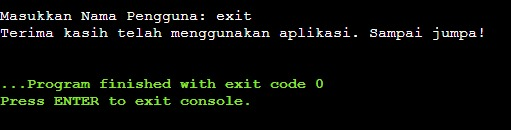 Masukkan Nama Pengguna: exit
Terima kasih telah menggunakan aplikasi. Sampai jumpa!
...Program finished with exit code 0
Press ENTER to exit console.